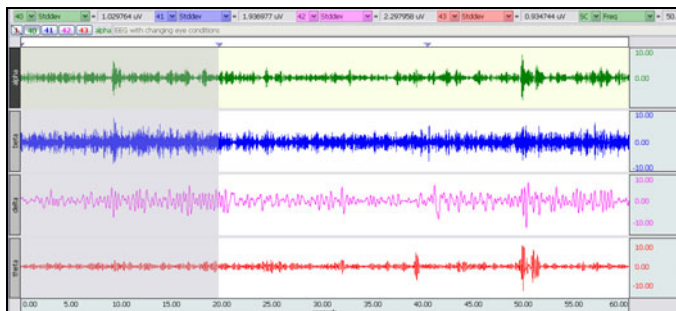 40 Stddev = 1.029764 uV 41 Stddev = 1.936977 uV 42 Stddev = 2.297958 uV 43 Stddev = 0.934744 uV SC Freq = 50.
40 41 42 43 alpha EEG with changing eye conditions
alpha
10.00
0.00
beta
10.00
0.00
-10.00
delta
10.00
0.00
-10.00
theta
10.00
0.00
-10.00
0.00 5.00 10.00 15.00 20.00 25.00 30.00 35.00 40.00 45.00 50.00 55.00 60.00